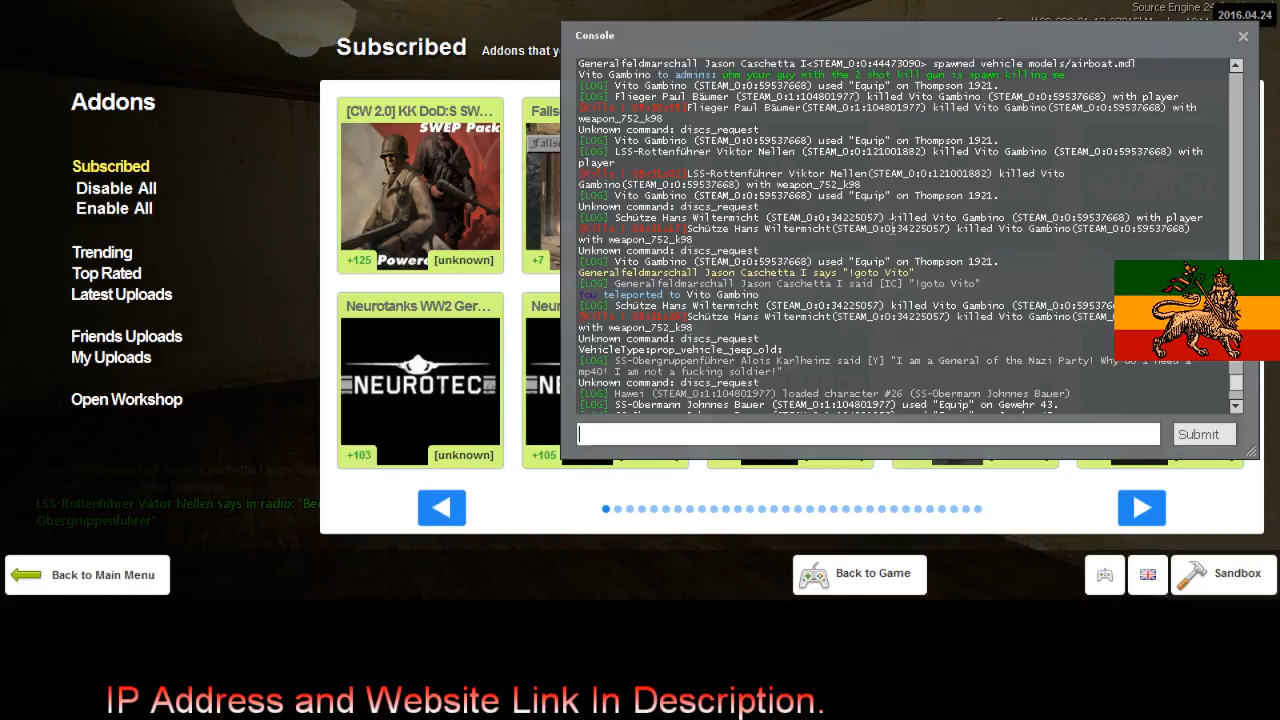 Source Engine 24
2016.04.24
Subscribed
Addons that yo
Addons
Subscribed
Disable All
Enable All
Trending
Top Rated
Latest Uploads
Friends Uploads
My Uploads
Open Workshop
[CW 2.0] KK DoD:S SW...
SWEP Pack
+125
Powere
[unknown]
Falls
+7
Neurotanks WW2 Ger...
NEUROTEC
+103
[unknown]
Neur
+105
Console
Generalfeldmarschall Jason Caschetta I<STEAM_0:0:44473090> spawned vehicle models/airboat.mdl
Vito Gambino to admins: uhm your guy with the 2 shot kill gun is spawn killing me
[LOG] Vito Gambino (STEAM_0:0:59537668) used "Equip" on Thompson 1921.
[LOG] Flieger Paul Bäumer (STEAM_0:1:104801977) killed Vito Gambino (STEAM_0:0:59537668) with player
Flieger Paul Bäumer(STEAM_0:1:104801977) killed Vito Gambino(STEAM_0:0:59537668) with
weapon_752_k98
Unknown command: discs_request
[LOG] Vito Gambino (STEAM_0:0:59537668) used "Equip" on Thompson 1921.
[LOG] LSS-Rottenführer Viktor Nellen (STEAM_0:0:121001882) killed Vito Gambino (STEAM_0:0:59537668) with
player
LSS-Rottenführer Viktor Nellen(STEAM_0:0:121001882) killed Vito
Gambino(STEAM_0:0:59537668) with weapon_752_k98
[LOG] Vito Gambino (STEAM_0:0:59537668) used "Equip" on Thompson 1921.
Unknown command: discs_request
[LOG] Schütze Hans Wiltermicht (STEAM_0:0:34225057) killed Vito Gambino (STEAM_0:0:59537668) with player
Schütze Hans Wiltermicht(STEAM_0:0:34225057) killed Vito Gambino(STEAM_0:0:59537668)
with weapon_752_k98
Unknown command: discs_request
[LOG] Vito Gambino (STEAM_0:0:59537668) used "Equip" on Thompson 1921.
Generalfeldmarschall Jason Caschetta I says "!goto Vito"
[LOG] Generalfeldmarschall Jason Caschetta I said [IC] "!goto Vito"
You teleported to Vito Gambino
[LOG] Schütze Hans Wiltermicht (STEAM_0:0:34225057) killed Vito Gambino (STEAM_0:0:59537668)
Schütze Hans Wiltermicht(STEAM_0:0:34225057) killed Vito Gambino(STEAM_0:0:59537668)
with weapon_752_k98
Unknown command: discs_request
VehicleType:prop_vehicle_jeep_old:
[LOG] SS-Obergruppenführer Alois Karlheinz said [Y] "I am a General of the Nazi Party! Why do I need a
mp40! I am not a fucking soldier!"
Unknown command: discs_request
[LOG] Hawei (STEAM_0:1:104801977) loaded character #26 (SS-Obermann Johnnes Bauer)
[LOG] SS-Obermann Johnnes Bauer (STEAM_0:1:104801977) used "Equip" on Gewehr 43.
Submit
LSS-Rottenführer Viktor Nellen says in radio: "Be
Obergruppenfuhrer"
Back to Main Menu
Back to Game
Sandbox
IP Address and Website Link In Description.